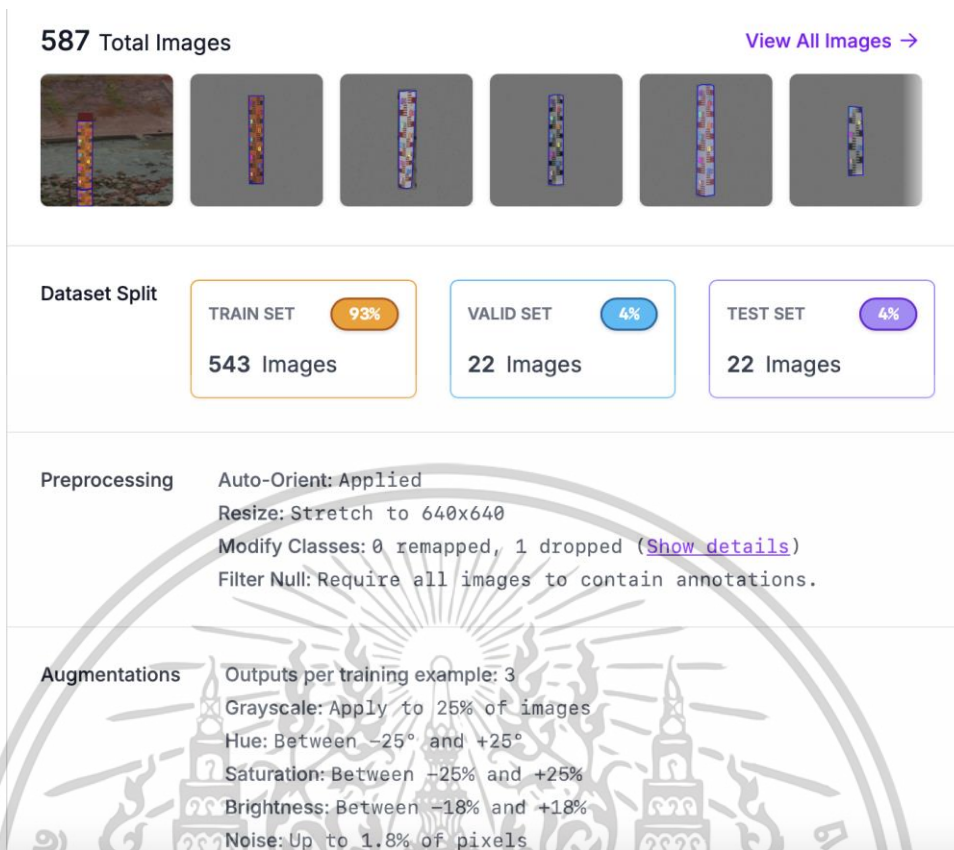 587 Total Images
View All Images →
Dataset Split
TRAIN SET 93%
543 Images
VALID SET 4%
22 Images
TEST SET 4%
22 Images
Preprocessing
Auto-Orient: Applied
Resize: Stretch to 640x640
Modify Classes: 0 remapped, 1 dropped (Show details)
Filter Null: Require all images to contain annotations.
Augmentations
Outputs per training example: 3
Grayscale: Apply to 25% of images
Hue: Between −25° and +25°
Saturation: Between −25% and +25%
Brightness: Between −18% and +18%
Noise: Up to 1.8% of pixels